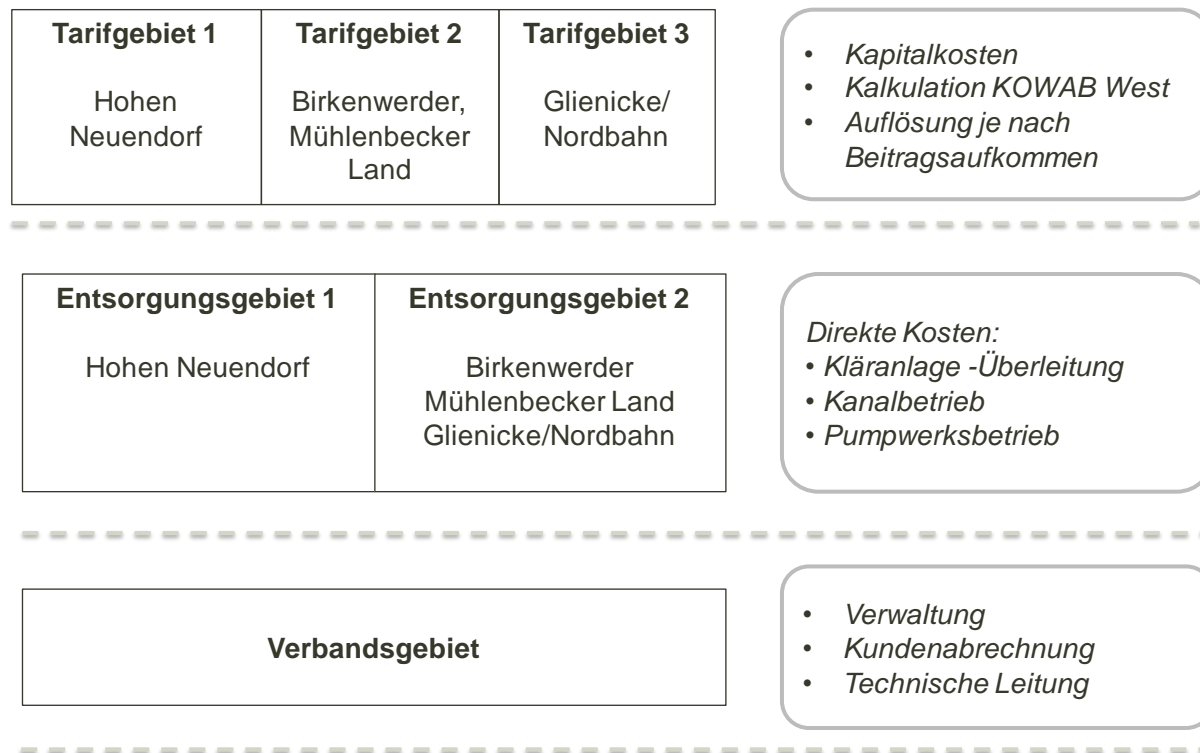 Tarifgebiet 1
Hohen
Neuendorf
Tarifgebiet 2
Birkenwerder,
Mühlenbecker
Land
Tarifgebiet 3
Glienicke/
Nordbahn
• Kapitalkosten
• Kalkulation KOWAB West
• Auflösung je nach
Beitragsaufkommen
Entsorgungsgebiet 1
Hohen Neuendorf
Entsorgungsgebiet 2
Birkenwerder
Mühlenbecker Land
Glienicke/Nordbahn
Direkte Kosten:
• Kläranlage -Überleitung
• Kanalbetrieb
• Pumpwerksbetrieb
Verbandsgebiet
• Verwaltung
• Kundenabrechnung
• Technische Leitung